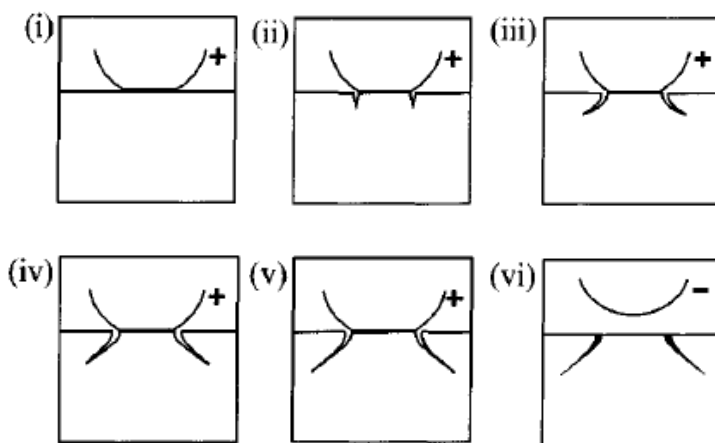 (i) +
(ii) +
(iii) +
(iv) +
(v) +
(vi) -